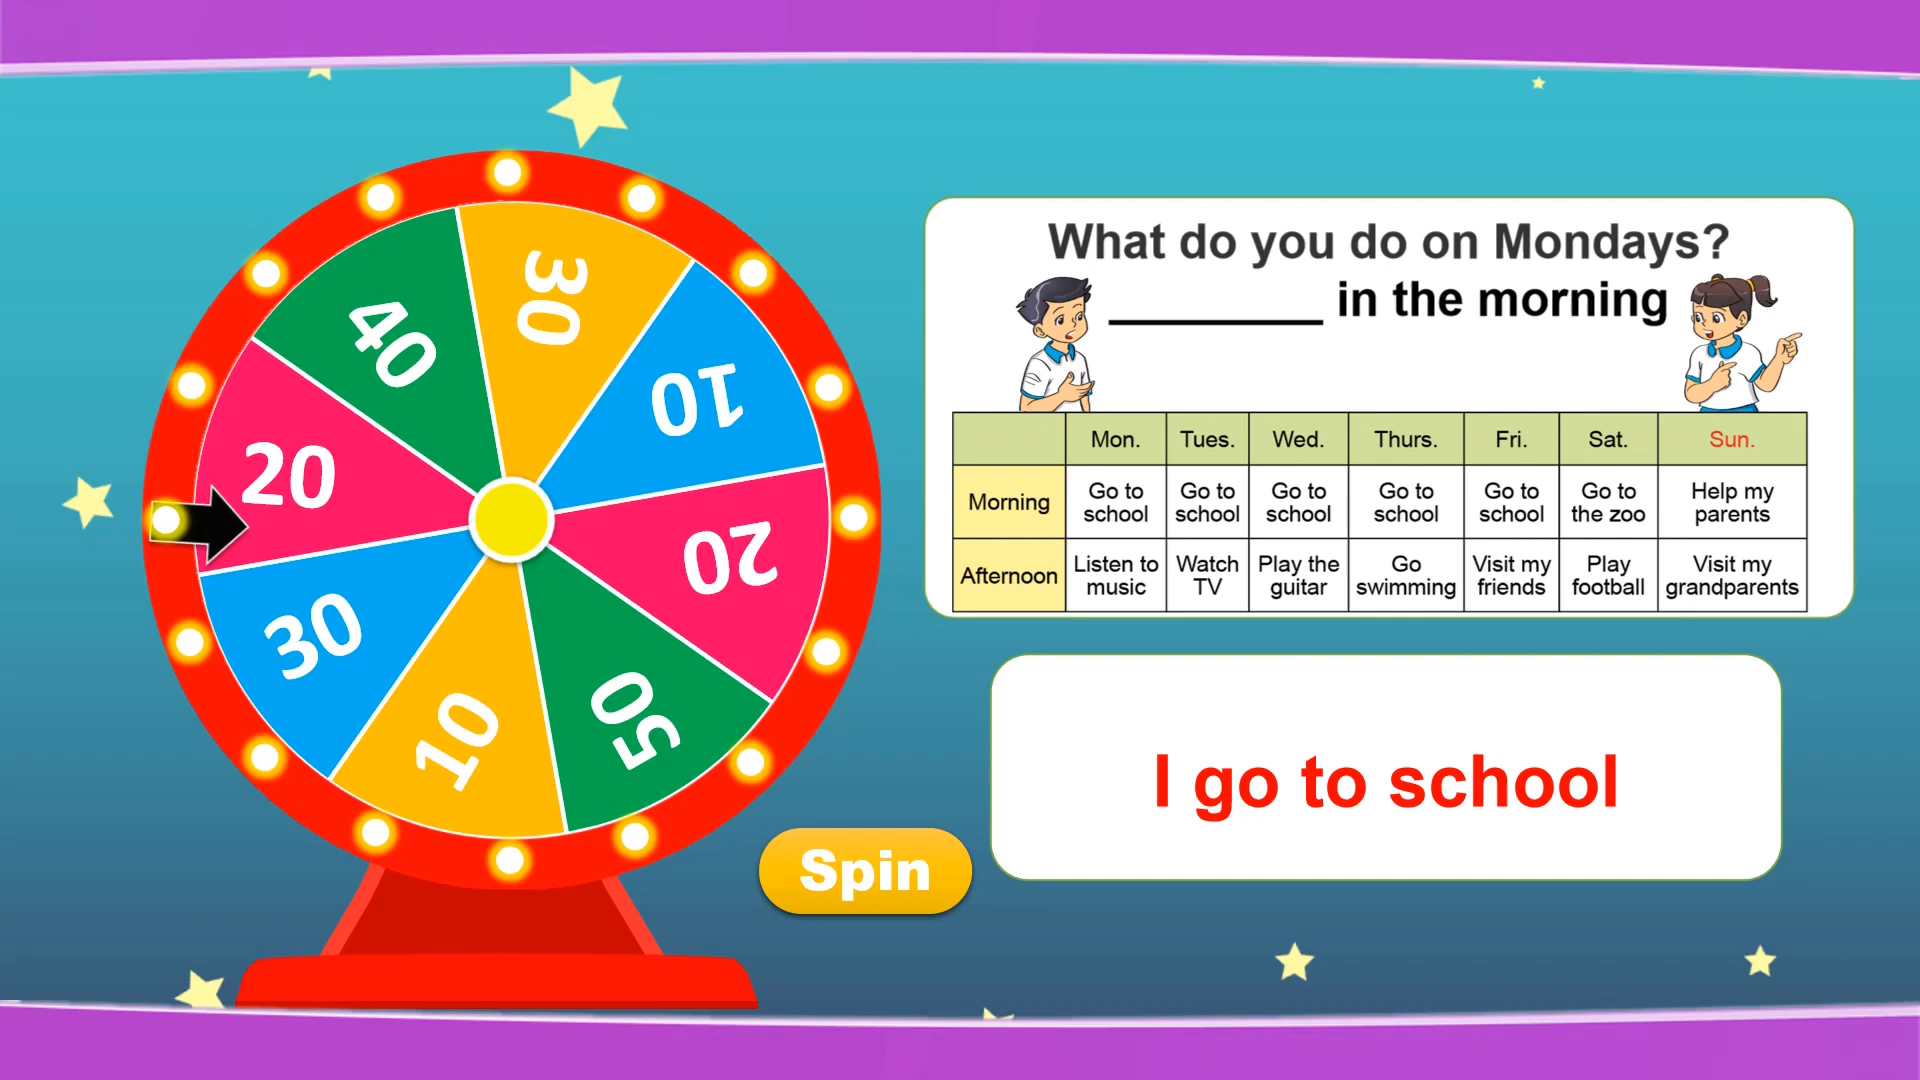 30
40
10
20
20
30
50
10
Spin
What do you do on Mondays?
_________ in the morning
Mon. Tues. Wed. Thurs. Fri. Sat. Sun.
Morning Go to school Go to school Go to school Go to school Go to school Go to the zoo Help my parents
Afternoon Listen to music Watch TV Play the guitar Go swimming Visit my friends Play football Visit my grandparents
I go to school